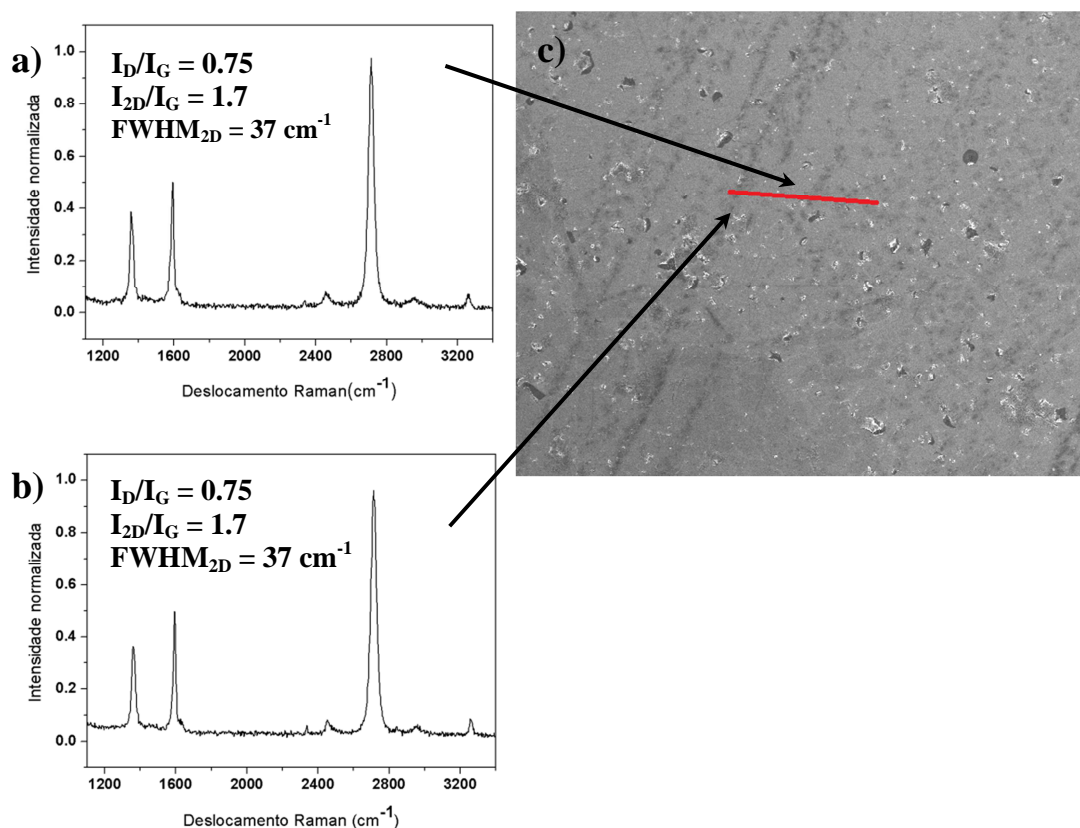 a)
I_D/I_G = 0.75
I_2D/I_G = 1.7
FWHM_2D = 37 cm^-1
Intensidade normalizada
1.0
0.8
0.6
0.4
0.2
0.0
1200 1600 2000 2400 2800 3200
Deslocamento Raman(cm^-1)
b)
I_D/I_G = 0.75
I_2D/I_G = 1.7
FWHM_2D = 37 cm^-1
Intensidade normalizada
1.0
0.8
0.6
0.4
0.2
0.0
1200 1600 2000 2400 2800 3200
Deslocamento Raman (cm^-1)
c)